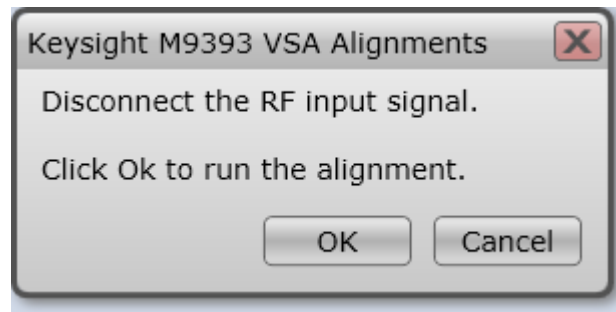 Keysight M9393 VSA Alignments
Disconnect the RF input signal.
Click Ok to run the alignment.
OK Cancel